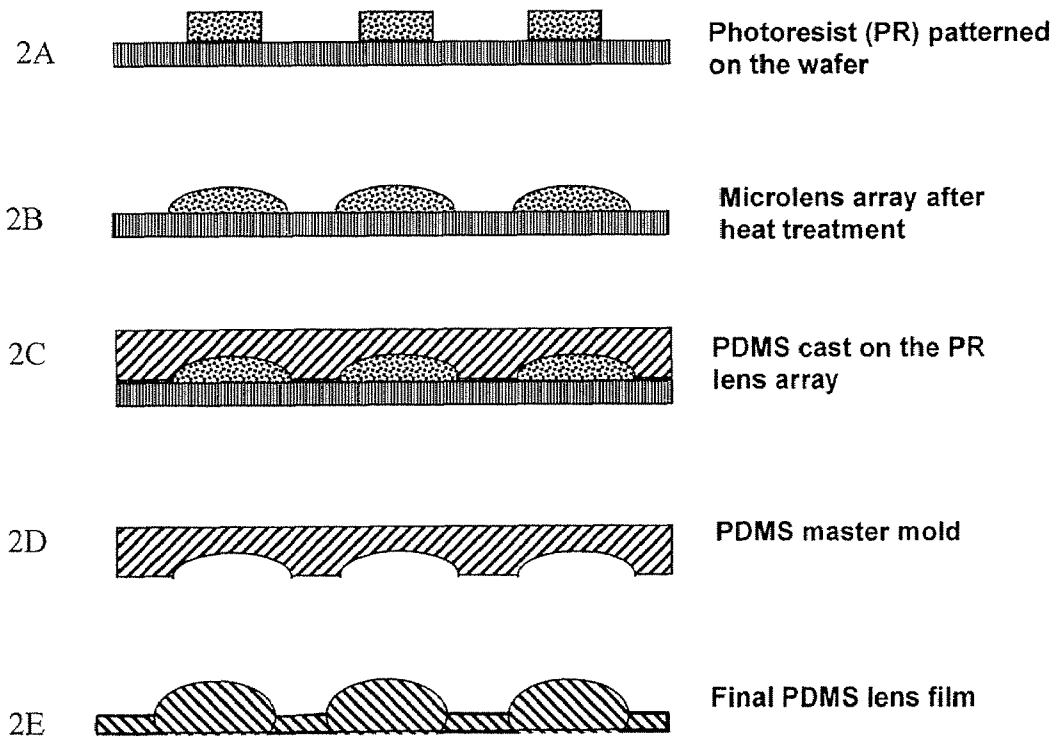 2A
Photoresist (PR) patterned
on the wafer
2B
Microlens array after
heat treatment
2C
PDMS cast on the PR
lens array
2D
PDMS master mold
2E
Final PDMS lens film